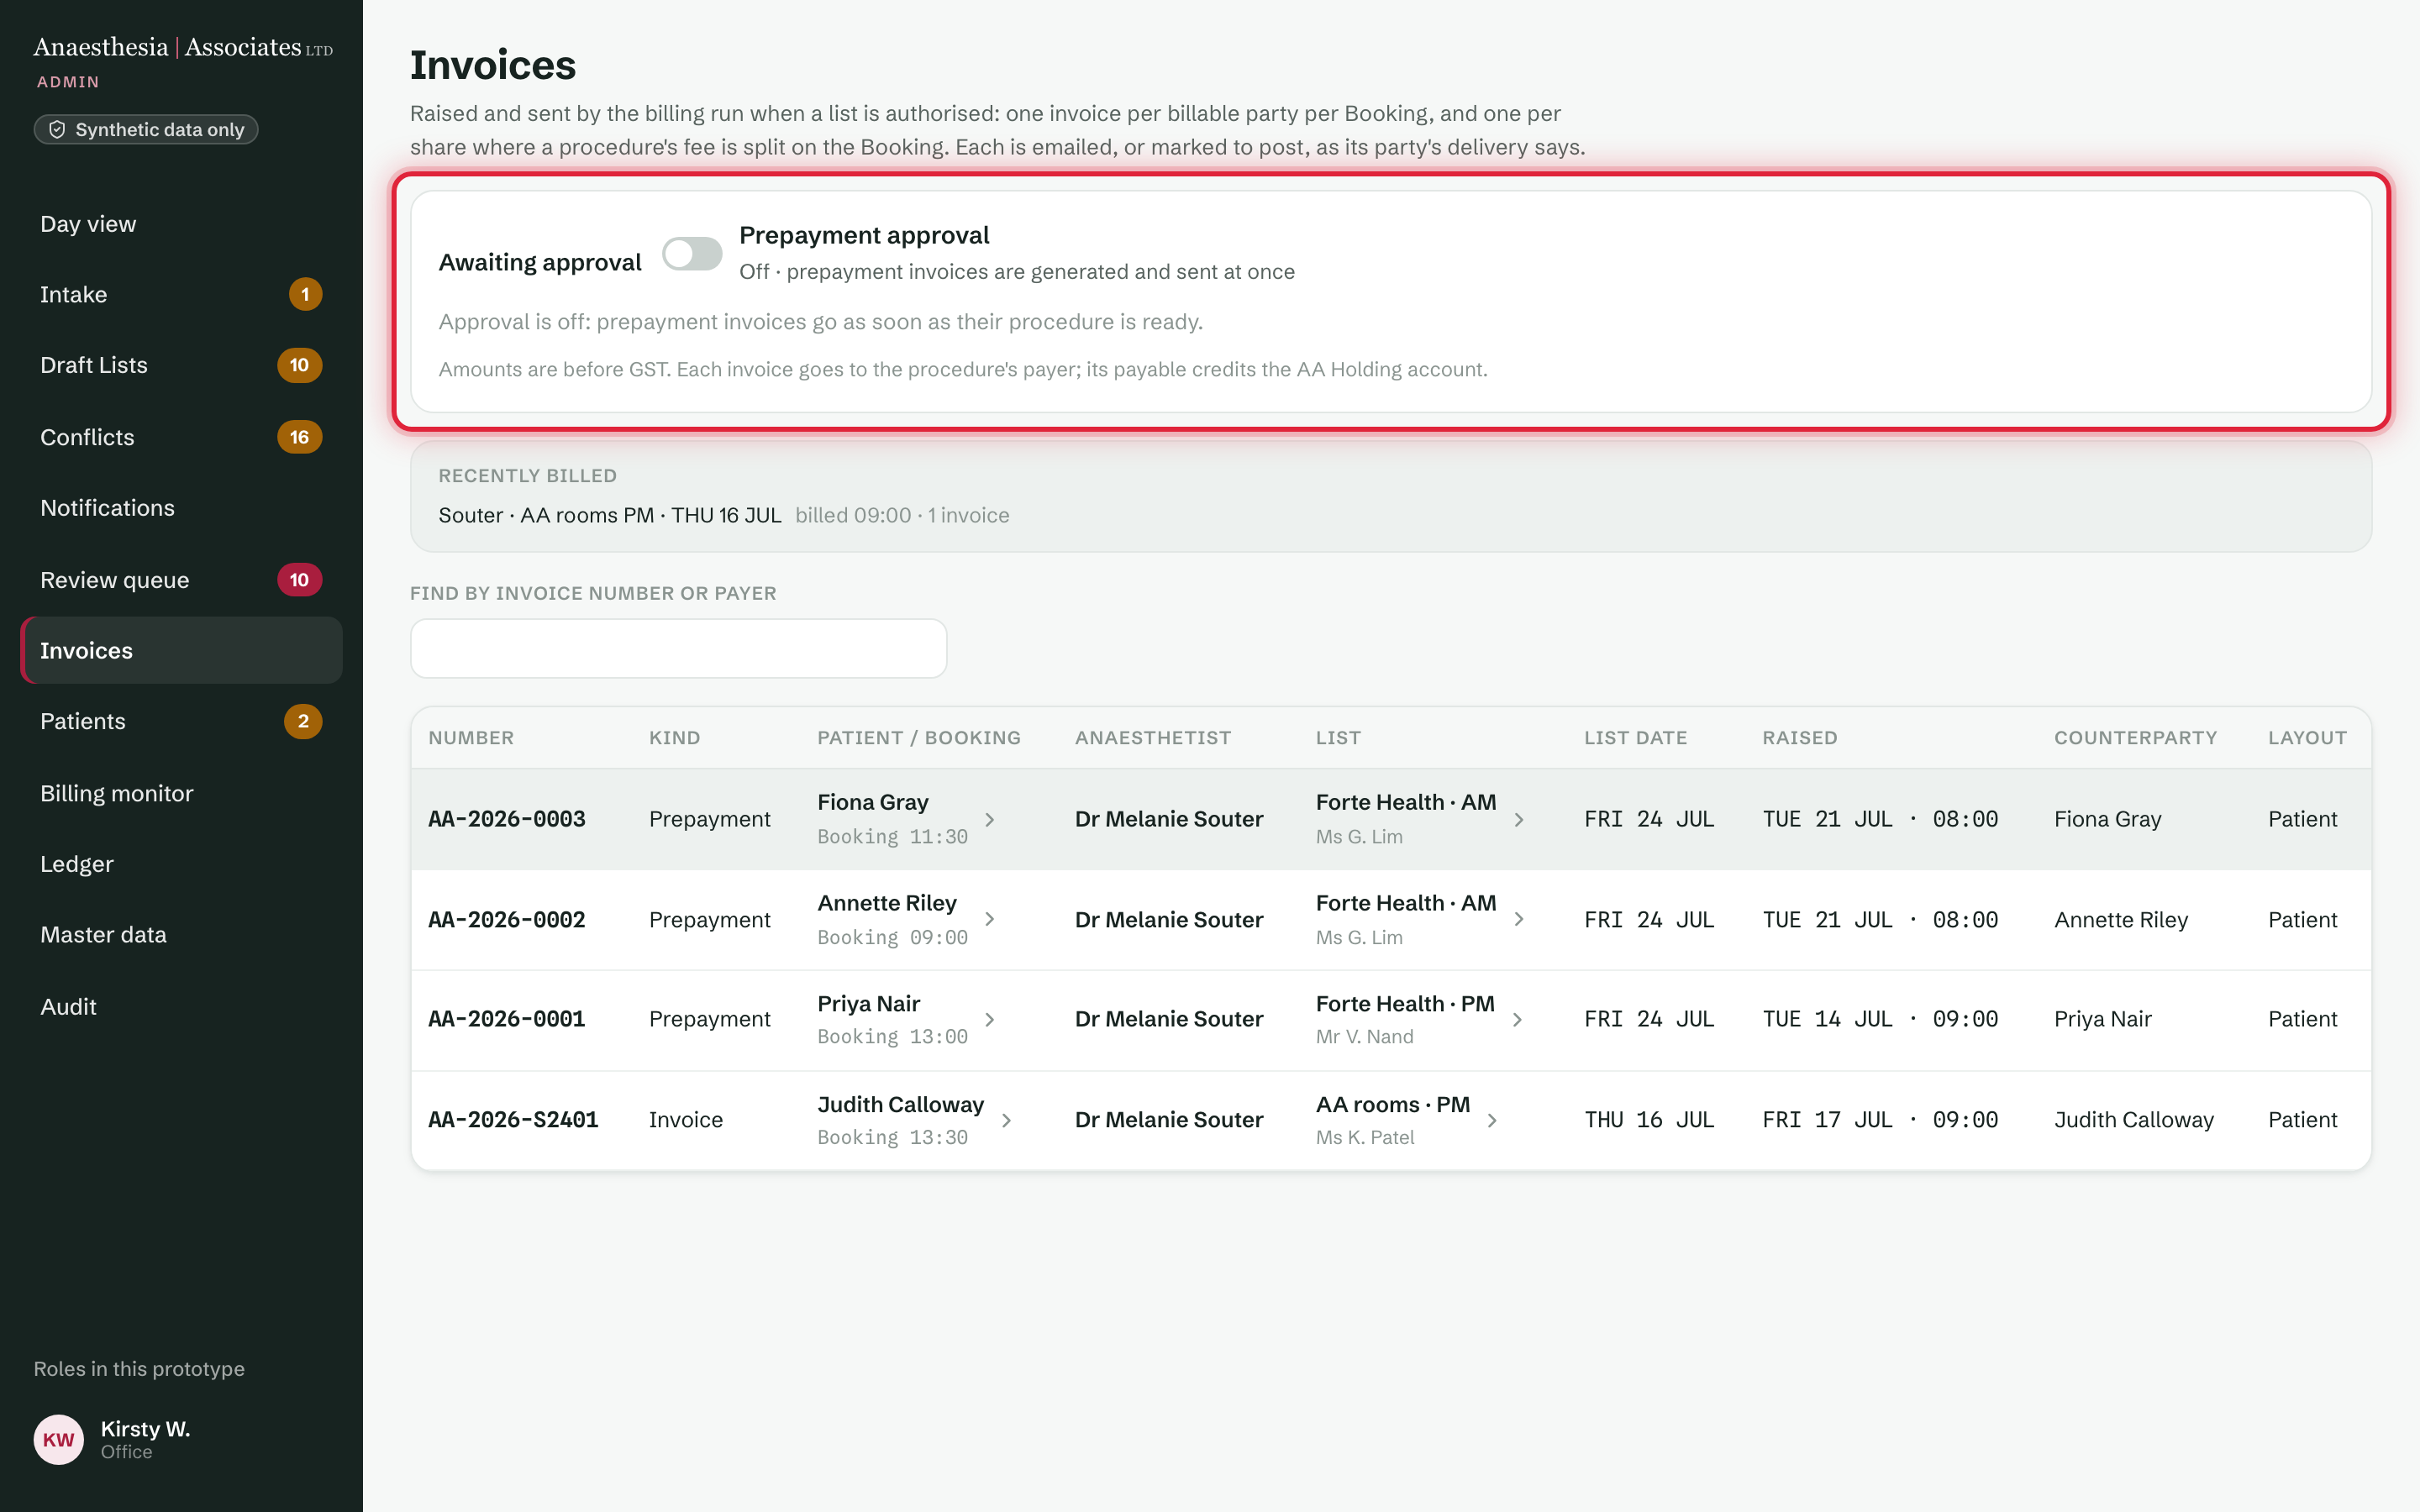 Anaesthesia | Associates LTD
ADMIN
Synthetic data only
Day view
Intake 1
Draft Lists 10
Conflicts 16
Notifications
Review queue 10
Invoices
Patients 2
Billing monitor
Ledger
Master data
Audit
Roles in this prototype
KW
Kirsty W.
Office
Invoices
Raised and sent by the billing run when a list is authorised: one invoice per billable party per Booking, and one per
share where a procedure's fee is split on the Booking. Each is emailed, or marked to post, as its party's delivery says.
Awaiting approval
Prepayment approval
Off · prepayment invoices are generated and sent at once
Approval is off: prepayment invoices go as soon as their procedure is ready.
Amounts are before GST. Each invoice goes to the procedure's payer; its payable credits the AA Holding account.
RECENTLY BILLED
Souter · AA rooms PM · THU 16 JUL billed 09:00 · 1 invoice
FIND BY INVOICE NUMBER OR PAYER
NUMBER KIND PATIENT / BOOKING ANAESTHETIST LIST LIST DATE RAISED COUNTERPARTY LAYOUT
AA-2026-0003 Prepayment Fiona Gray Dr Melanie Souter Forte Health · AM FRI 24 JUL TUE 21 JUL · 08:00 Fiona Gray Patient
Booking 11:30 Ms G. Lim
AA-2026-0002 Prepayment Annette Riley Dr Melanie Souter Forte Health · AM FRI 24 JUL TUE 21 JUL · 08:00 Annette Riley Patient
Booking 09:00 Ms G. Lim
AA-2026-0001 Prepayment Priya Nair Dr Melanie Souter Forte Health · PM FRI 24 JUL TUE 14 JUL · 09:00 Priya Nair Patient
Booking 13:00 Mr V. Nand
AA-2026-S2401 Invoice Judith Calloway Dr Melanie Souter AA rooms · PM THU 16 JUL FRI 17 JUL · 09:00 Judith Calloway Patient
Booking 13:30 Ms K. Patel